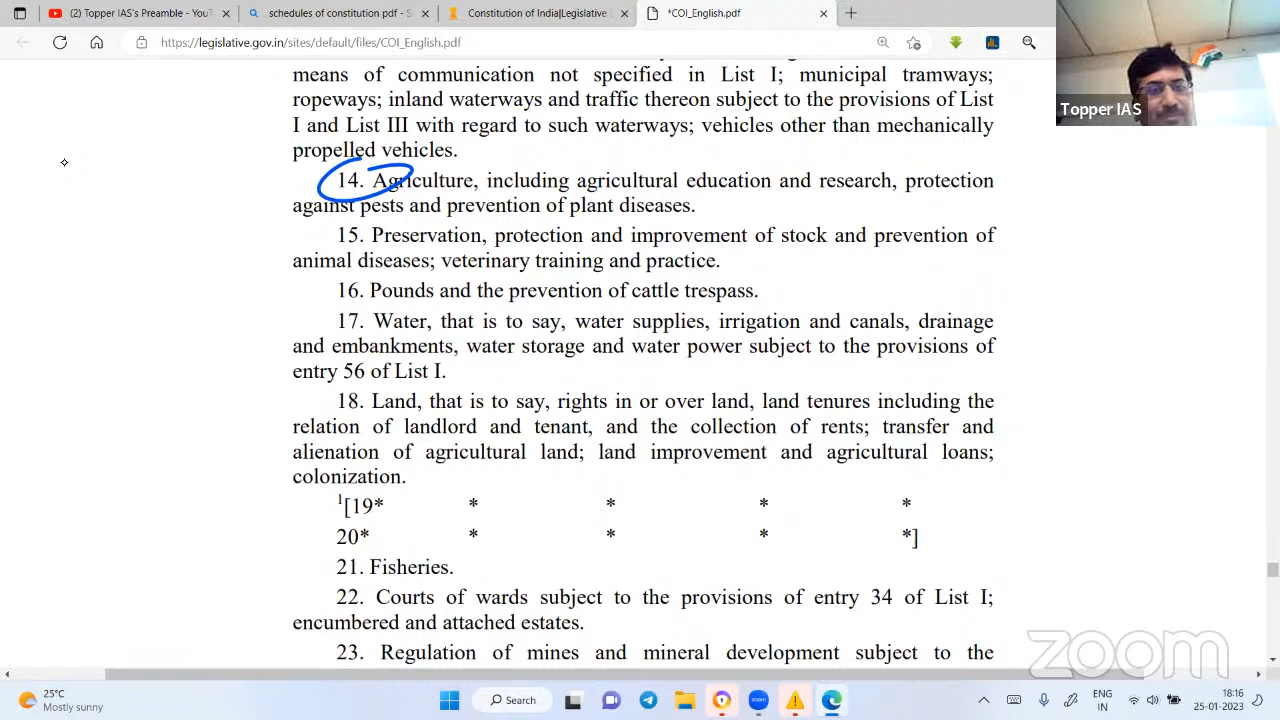 (2) Topper IAS's Preamble - YouT
schedules of constitution pdf - S
Constitution of India|Legislative
*COI_English.pdf
https://legislative.gov.in/sites/default/files/COI_English.pdf
Topper IAS
means of communication not specified in List I; municipal tramways;
ropeways; inland waterways and traffic thereon subject to the provisions of List
I and List III with regard to such waterways; vehicles other than mechanically
propelled vehicles.
14. Agriculture, including agricultural education and research, protection
against pests and prevention of plant diseases.
15. Preservation, protection and improvement of stock and prevention of
animal diseases; veterinary training and practice.
16. Pounds and the prevention of cattle trespass.
17. Water, that is to say, water supplies, irrigation and canals, drainage
and embankments, water storage and water power subject to the provisions of
entry 56 of List I.
18. Land, that is to say, rights in or over land, land tenures including the
relation of landlord and tenant, and the collection of rents; transfer and
alienation of agricultural land; land improvement and agricultural loans;
colonization.
1[19* * * * *
20* * * * *]
21. Fisheries.
22. Courts of wards subject to the provisions of entry 34 of List I;
encumbered and attached estates.
23. Regulation of mines and mineral development subject to the
zoom
25°C
Mostly sunny
Search
zoom
ENG
IN
18:16
25-01-2023